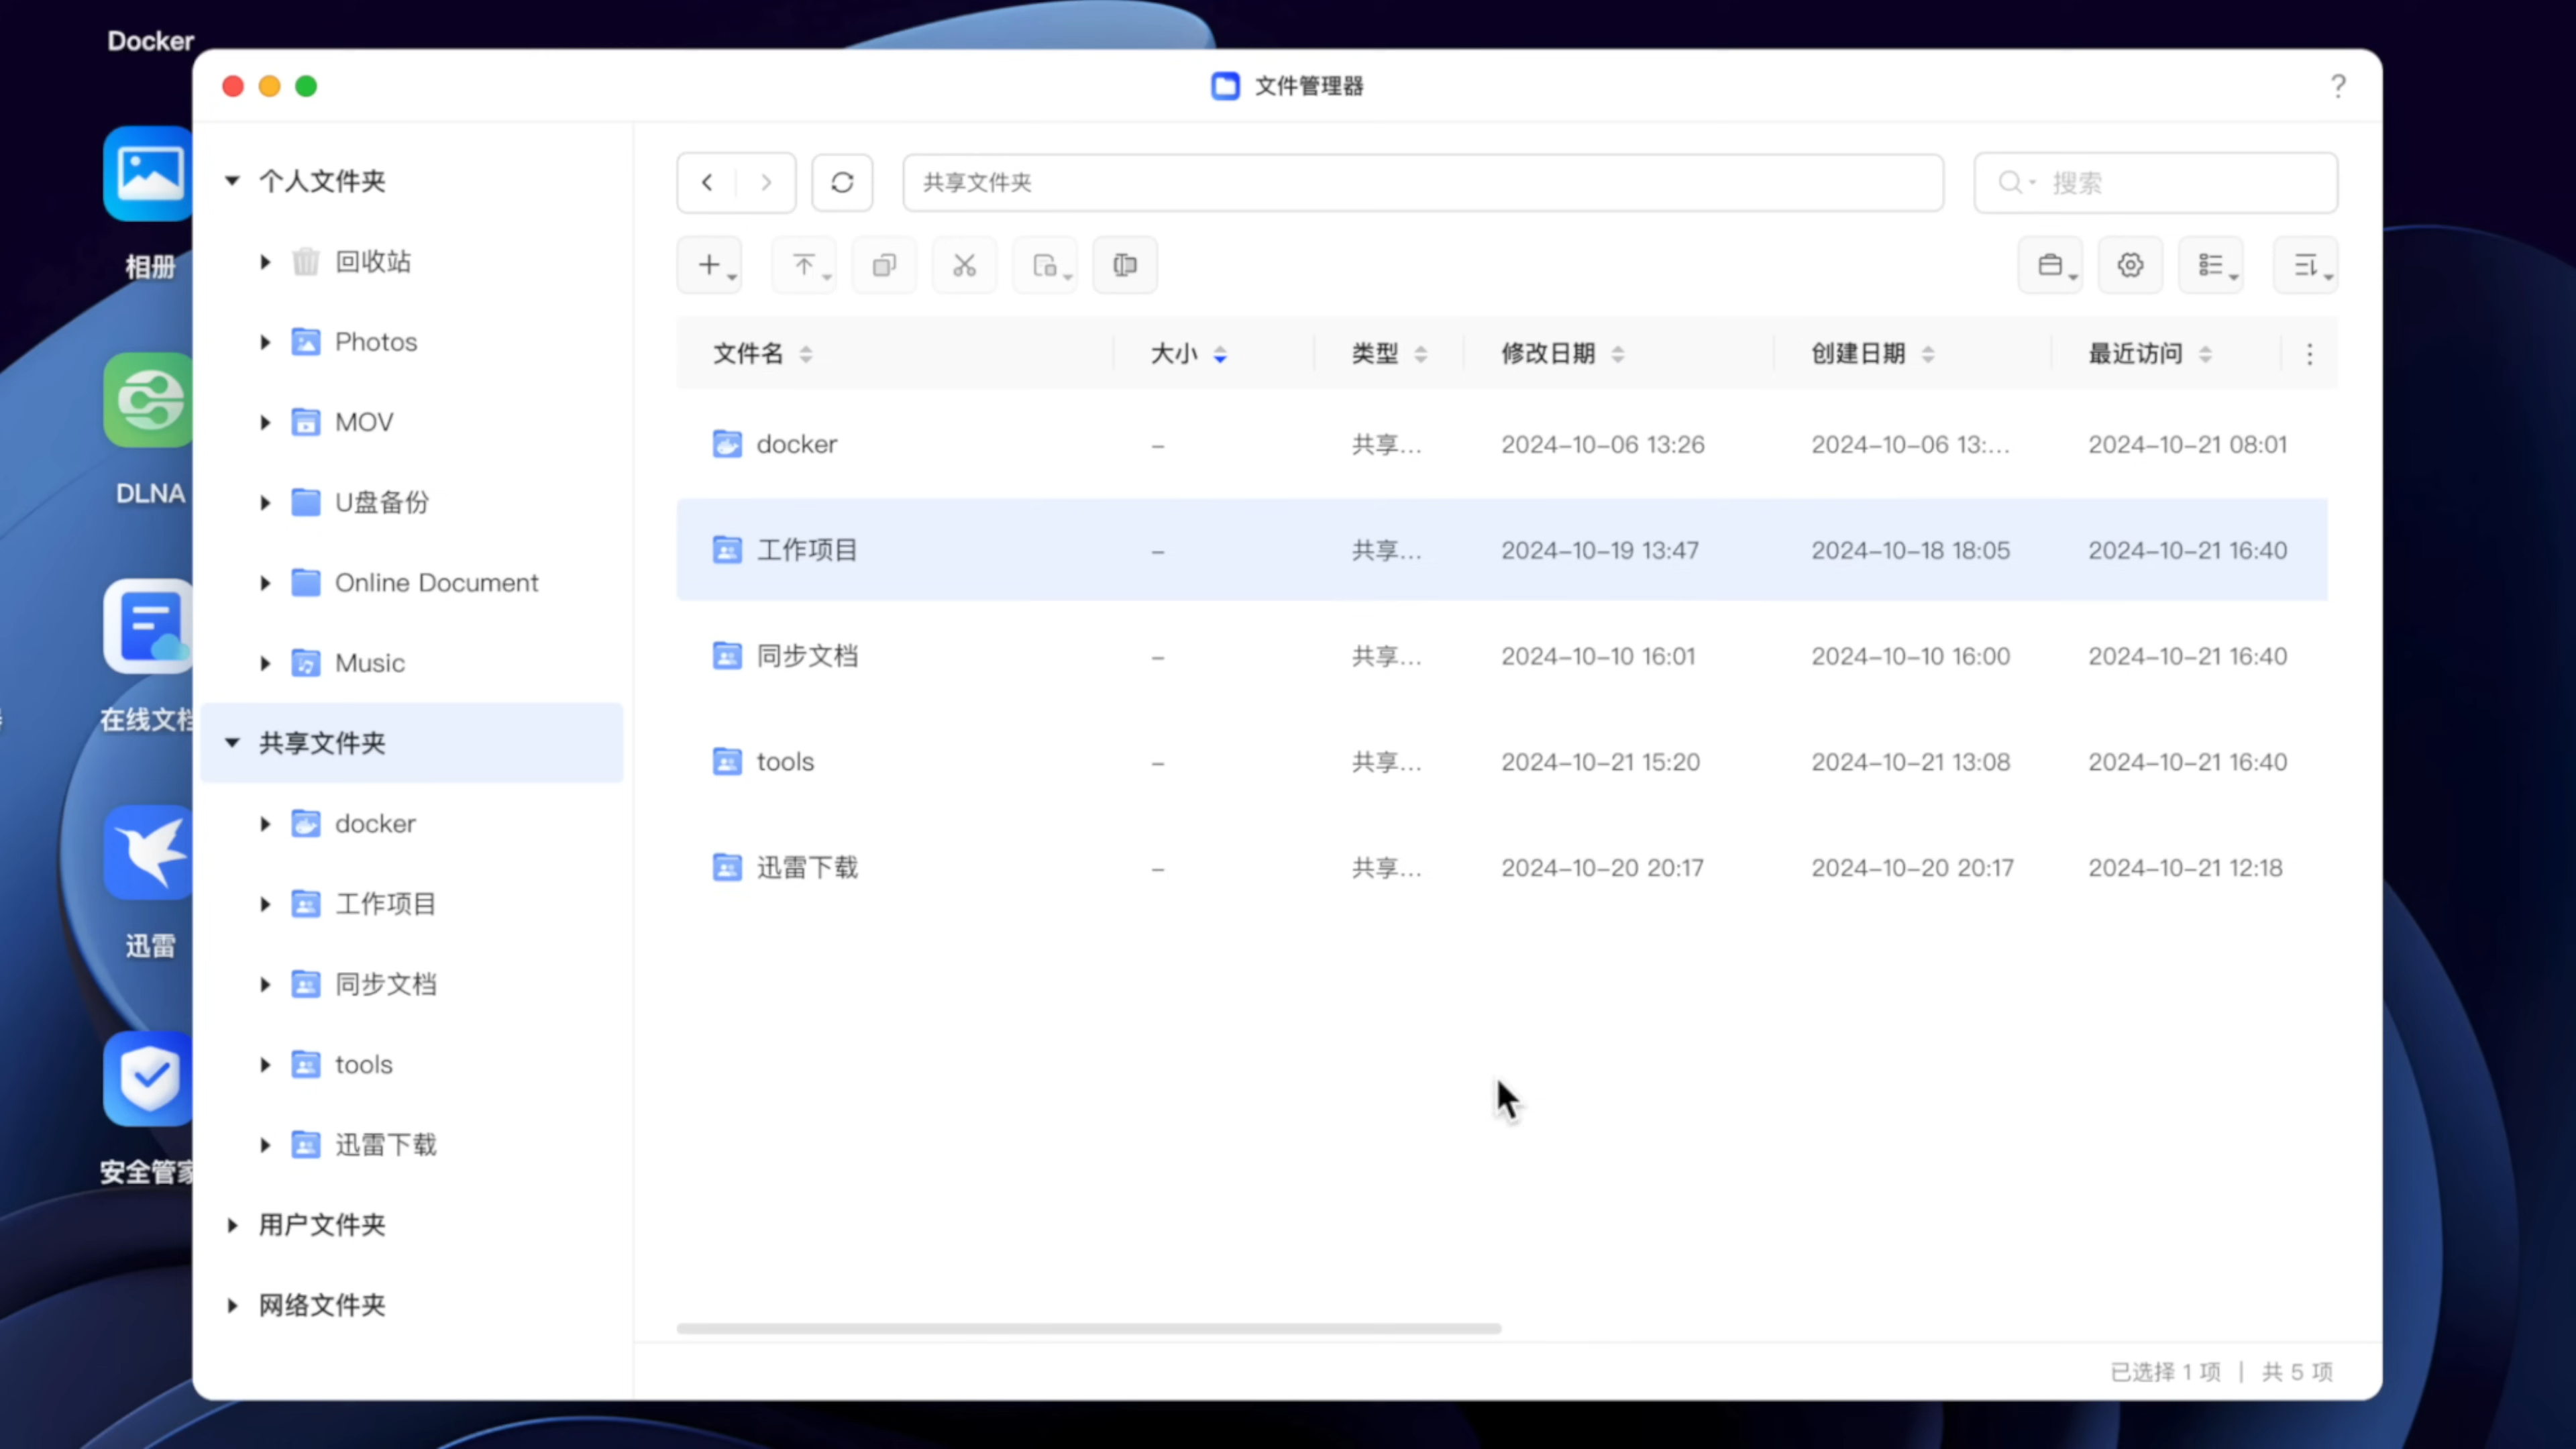 Docker
相册
DLNA
在线文档
迅雷
安全管家
文件管理器
?
个人文件夹
回收站
Photos
MOV
U盘备份
Online Document
Music
共享文件夹
docker
工作项目
同步文档
tools
迅雷下载
用户文件夹
网络文件夹
共享文件夹
搜索
文件名 大小 类型 修改日期 创建日期 最近访问
docker – 共享... 2024-10-06 13:26 2024-10-06 13:... 2024-10-21 08:01
工作项目 – 共享... 2024-10-19 13:47 2024-10-18 18:05 2024-10-21 16:40
同步文档 – 共享... 2024-10-10 16:01 2024-10-10 16:00 2024-10-21 16:40
tools – 共享... 2024-10-21 15:20 2024-10-21 13:08 2024-10-21 16:40
迅雷下载 – 共享... 2024-10-20 20:17 2024-10-20 20:17 2024-10-21 12:18
已选择 1 项 | 共 5 项